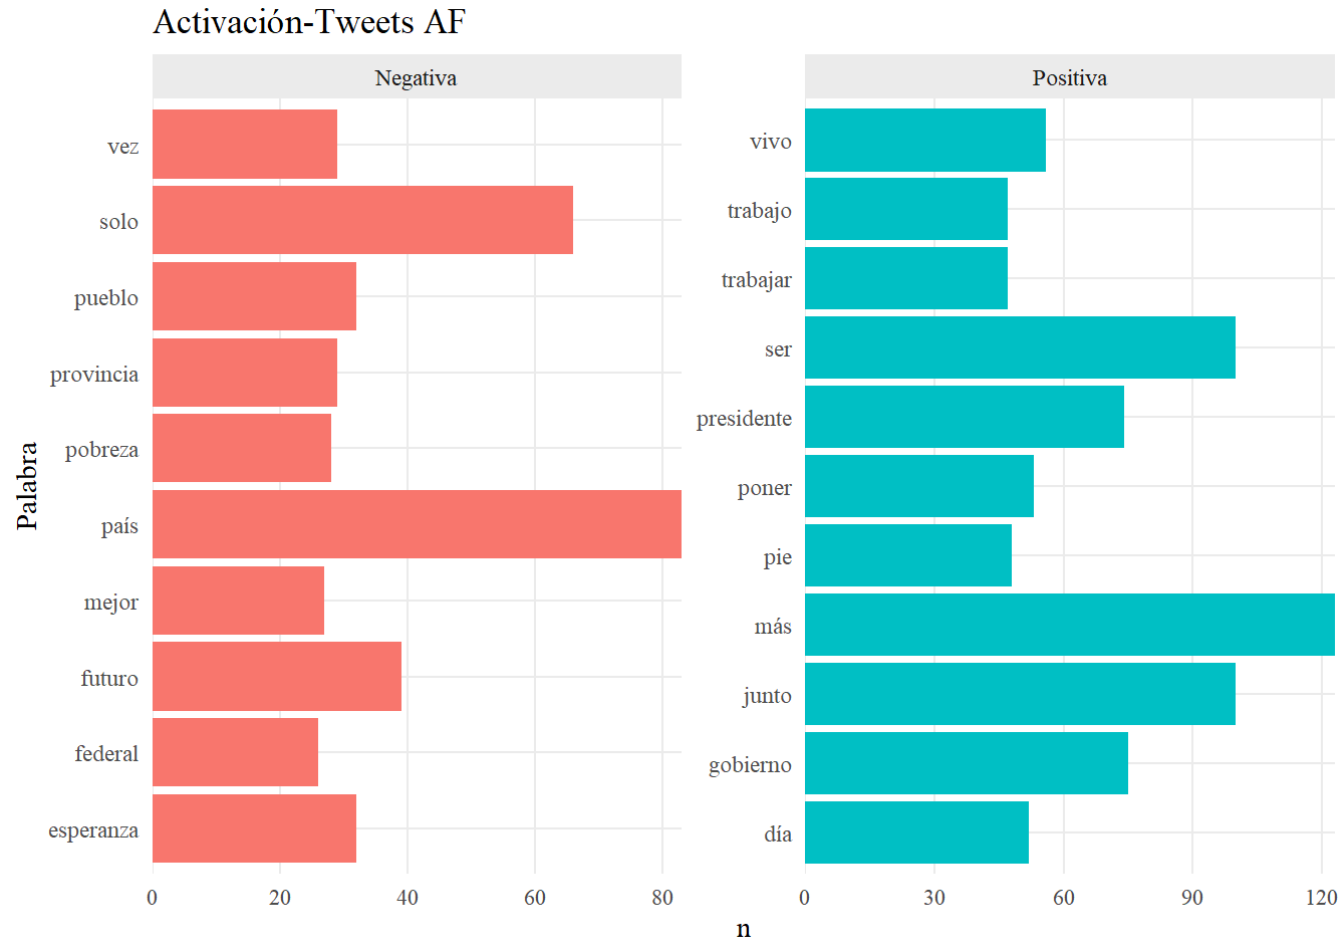 Activación-Tweets AF
Negativa
Positiva
Palabra
vez
solo
pueblo
provincia
pobreza
país
mejor
futuro
federal
esperanza
0 20 40 60 80
vivo
trabajo
trabajar
ser
presidente
poner
pie
más
junto
gobierno
día
0 30 60 90 120
n